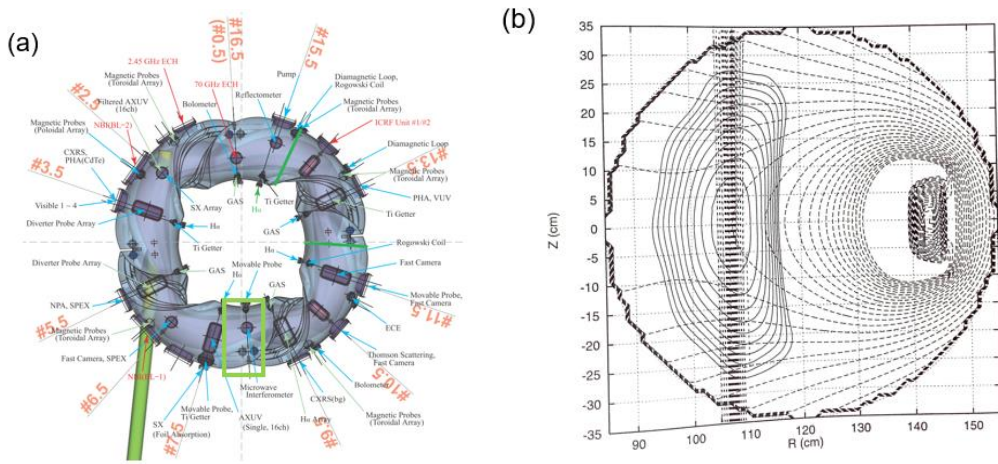 (a)
#16.5
(#0.5)
#15.5
2.45 GHz ECH
Magnetic Probes
(Toroidal Array)
70 GHz ECH
Pump
Reflectometer
Diamagnetic Loop,
Rogowski Coil
Magnetic Probes
(Toroidal Array)
#2.5
Filtered AXUV
(16ch)
Bolometer
ICRF Unit #1/#2
Magnetic Probes
(Poloidal Array)
NBI(BL-2)
Diamagnetic Loop
#13.5
Magnetic Probes
(Toroidal Array)
CXRS,
PHA(CdTe)
#3.5
PHA, VUV
Visible 1 - 4
SX Array
GAS
Hα
Ti Getter
Ti Getter
Diverter Probe Array
Hα
GAS
Ti Getter
Hα
Rogowski Coil
Diverter Probe Array
GAS
Movable Probe
Hα
Fast Camera
GAS
NPA, SPEX
Movable Probe,
Fast Camera
#11.5
#5.5
Magnetic Probes
(Toroidal Array)
ECE
Fast Camera, SPEX
Thomson Scattering,
Fast Camera
NBI(BL-1)
#6.5
Microwave
Interferometer
Bolometer
Movable Probe,
Ti Getter
AXUV
(Single, 16ch)
CXRS(bg)
Hα Array
Magnetic Probes
(Toroidal Array)
SX
(Foil Absorption)
#7.5
#9.5
(b)
35
30
25
20
15
10
5
0
-5
-10
-15
-20
-25
-30
-35
Z (cm)
90
100
110
120
130
140
150
R (cm)